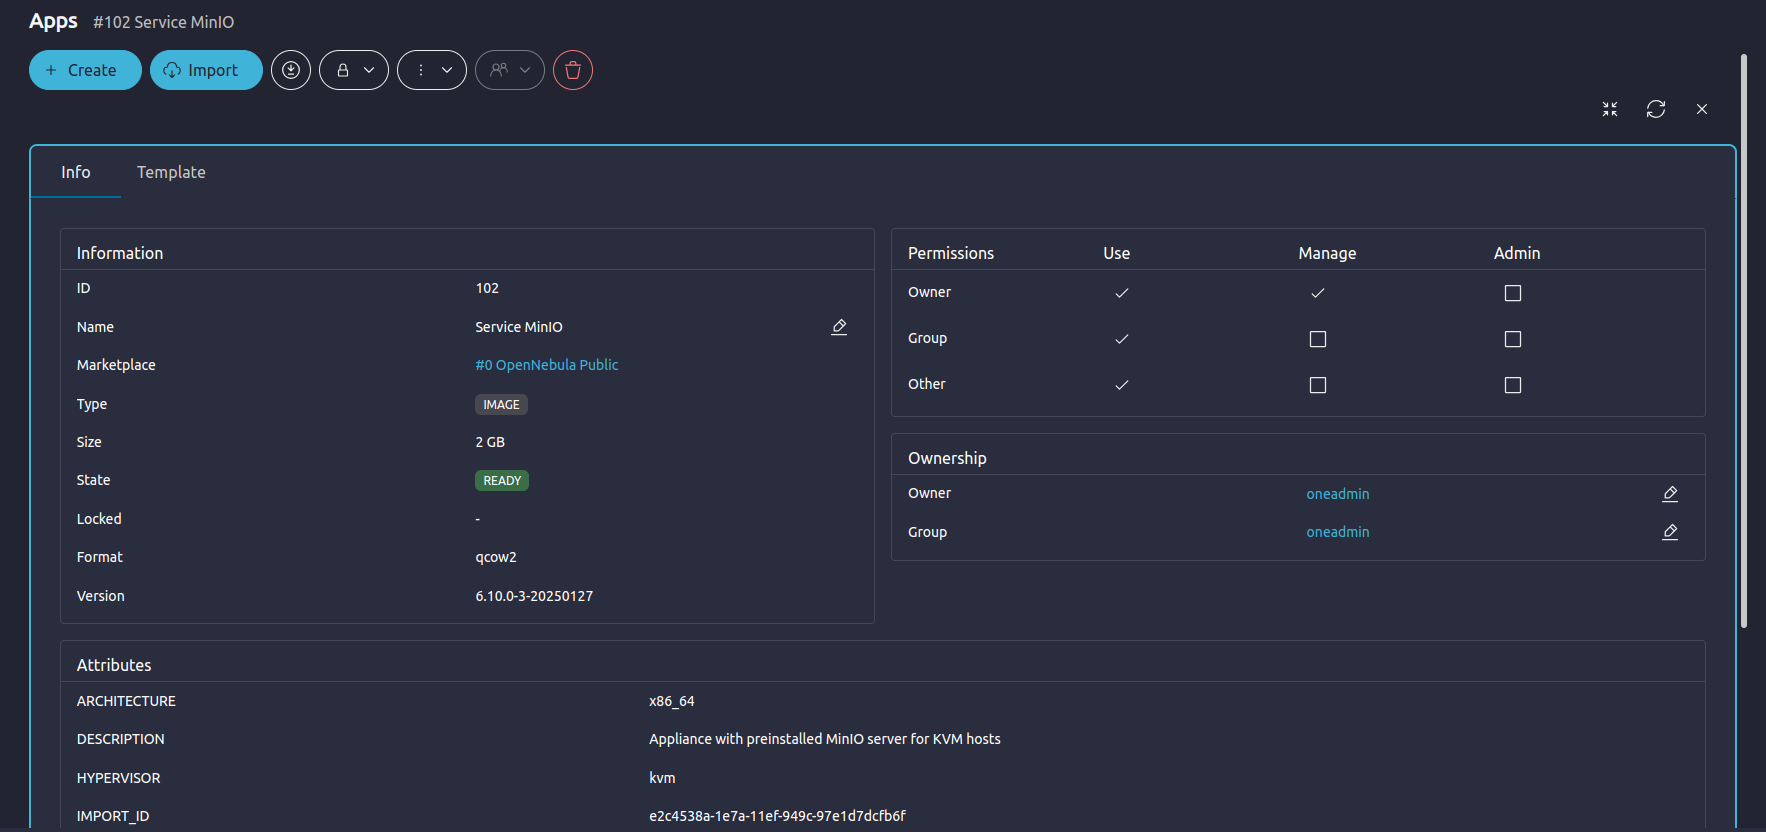 Apps #102 Service MinIO
+ Create Import
Info Template
Information
ID 102
Name Service MinIO
Marketplace #0 OpenNebula Public
Type IMAGE
Size 2 GB
State READY
Locked -
Format qcow2
Version 6.10.0-3-20250127
Permissions Use Manage Admin
Owner
Group
Other
Ownership
Owner oneadmin
Group oneadmin
Attributes
ARCHITECTURE x86_64
DESCRIPTION Appliance with preinstalled MinIO server for KVM hosts
HYPERVISOR kvm
IMPORT_ID e2c4538a-1e7a-11ef-949c-97e1d7dcfb6f